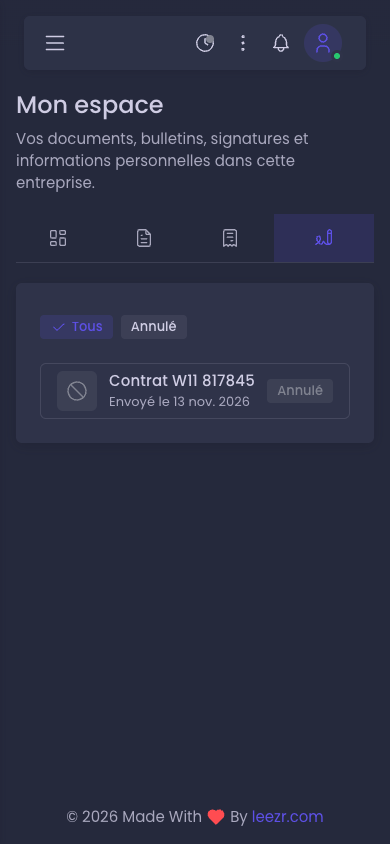 Mon espace
Vos documents, bulletins, signatures et
informations personnelles dans cette
entreprise.
Tous
Annulé
Contrat W11 817845
Envoyé le 13 nov. 2026
Annulé
© 2026 Made With ❤ By leezr.com